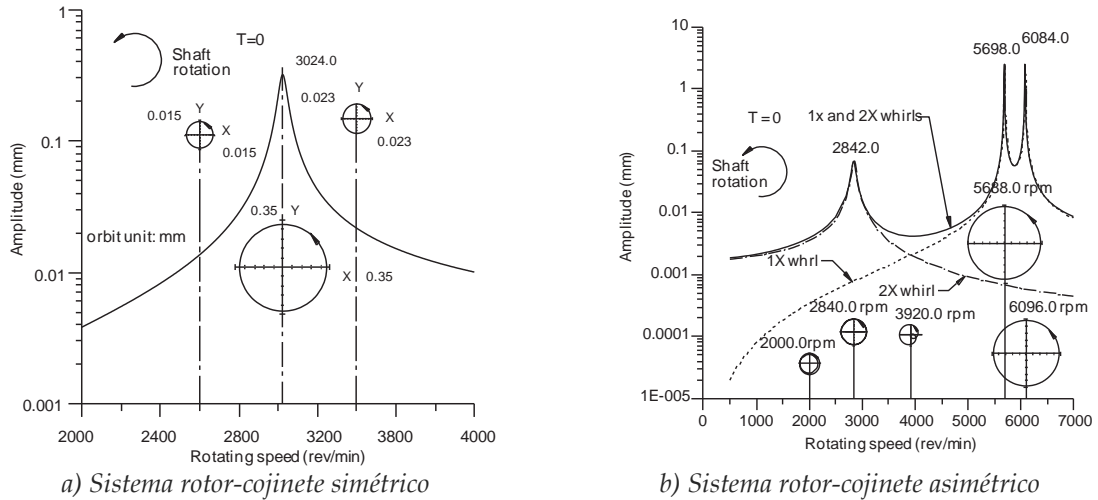 1
0.1
0.01
0.001
Amplitude (mm)
2000
2400
2800
3200
3600
4000
Rotating speed (rev/min)
Shaft
rotation
T=0
3024.0
Y
X
0.015
0.015
0.023
Y
X
0.023
0.35
Y
X
0.35
orbit unit: mm
a) Sistema rotor-cojinete simétrico
10
1
0.1
0.01
0.001
0.0001
1E-005
Amplitude (mm)
0
1000
2000
3000
4000
5000
6000
7000
Rotating speed (rev/min)
T = 0
Shaft
rotation
2842.0
5698.0
6084.0
1x and 2X whirls
5688.0 rpm
1X whrl
2X whirl
2840.0 rpm
3920.0 rpm
2000.0rpm
6096.0 rpm
b) Sistema rotor-cojinete asimétrico